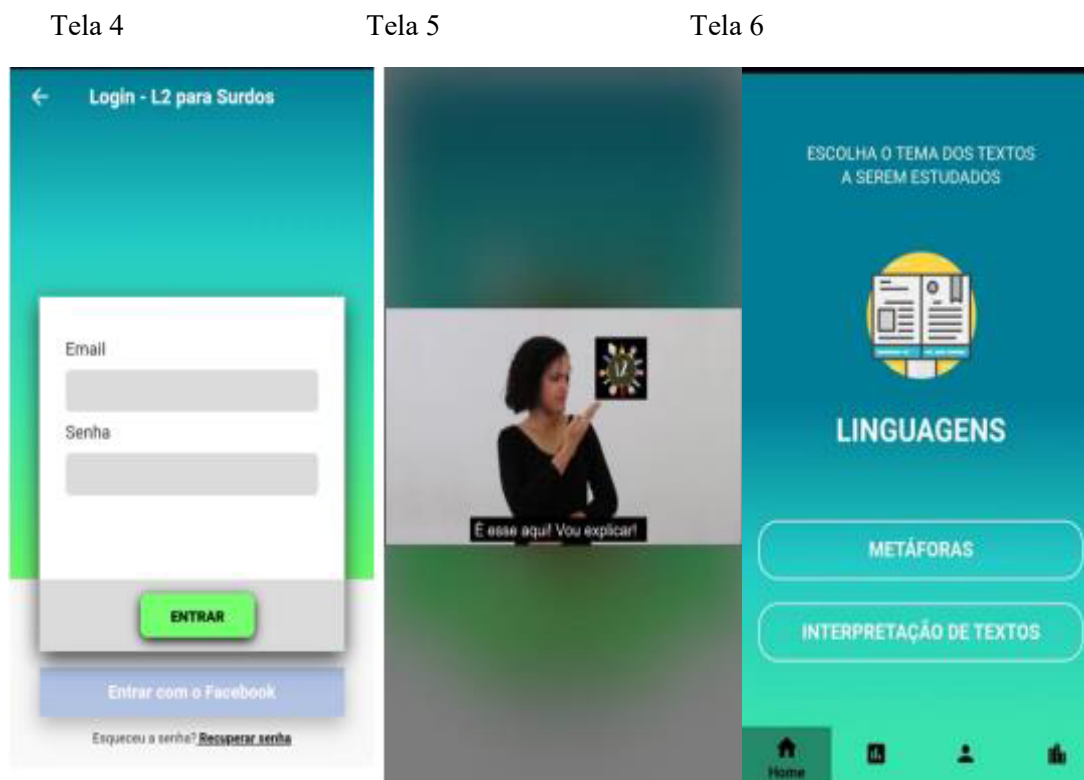 Tela 4
Tela 5
Tela 6
Login - L2 para Surdos
Email
Senha
ENTRAR
Entrar com o Facebook
Esqueceu a senha? Recuperar senha
L2
É esse aqui! Vou explicar!
ESCOLHA O TEMA DOS TEXTOS
A SEREM ESTUDADOS
LINGUAGENS
METÁFORAS
INTERPRETAÇÃO DE TEXTOS
Home